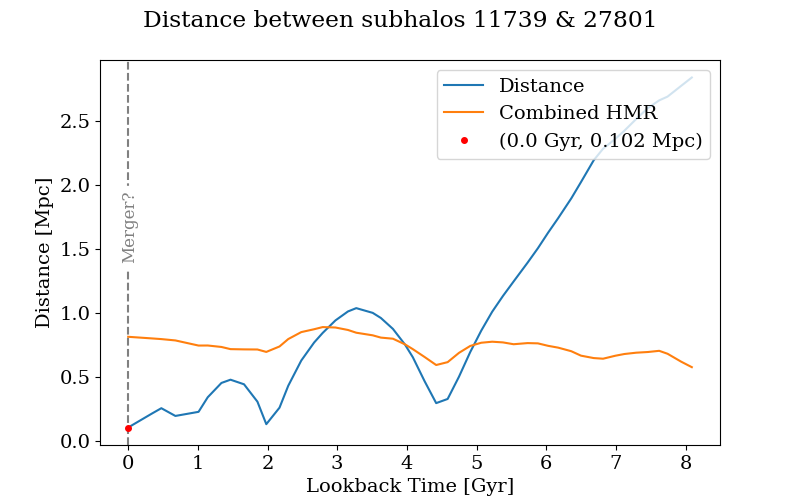 Distance between subhalos 11739 & 27801
Distance
Combined HMR
(0.0 Gyr, 0.102 Mpc)
Merger?
Distance [Mpc]
2.5
2.0
1.5
1.0
0.5
0.0
0 1 2 3 4 5 6 7 8
Lookback Time [Gyr]